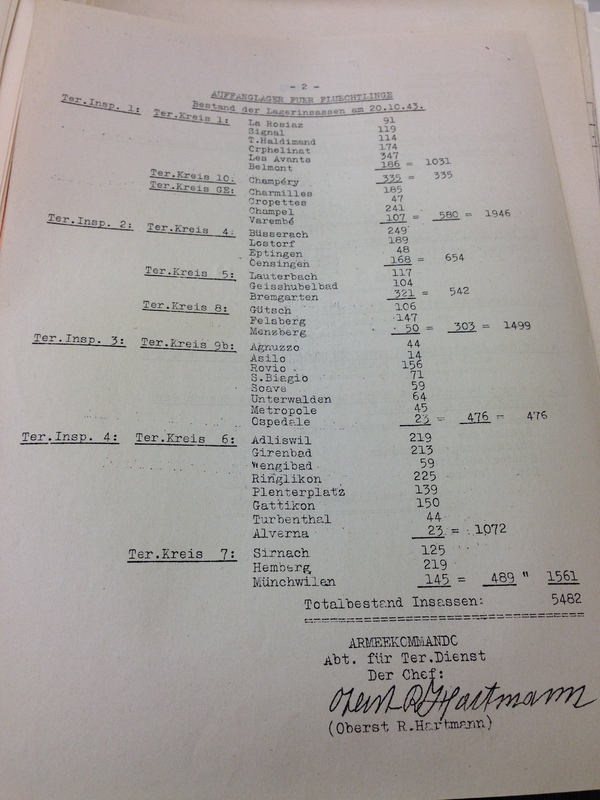 - 2 -
AUFFANGLAGER FUER FLUECHTLINGE
Bestand der Lagerinsassen am 20.10.43.
Ter.Insp. 1: Ter.Kreis 1: La Rosiaz 91
Signal 119
T.Haldimand 114
Orphelinat 174
Les Avants 347
Belmont 186 = 1031
Ter.Kreis 10: Champéry 335 = 335
Ter.Kreis GE: Charmilles 185
Cropettes 47
Champel 241
Varembé 107 = 580 = 1946
Ter.Insp. 2: Ter.Kreis 4: Büsserach 249
Lostorf 189
Eptingen 48
Oensingen 168 = 654
Ter.Kreis 5: Lauterbach 117
Geisshubelbad 104
Bremgarten 321 = 542
Ter.Kreis 8: Gütsch 106
Felsberg 147
Menzberg 50 = 303 = 1499
Ter.Insp. 3: Ter.Kreis 9b: Agnuzzo 44
Asilo 14
Rovio 156
S.Biagio 71
Soave 59
Unterwalden 64
Metropole 45
Ospedale 23 = 476 = 476
Ter.Insp. 4: Ter.Kreis 6: Adliswil 219
Girenbad 213
Wengibad 59
Ringlikon 225
Plenterplatz 139
Gattikon 150
Turbenthal 44
Alverna 23 = 1072
Ter.Kreis 7: Sirnach 125
Hemberg 219
Münchwilen 145 = 489 " 1561
Totalbestand Insassen: 5482
ARMEEKOMMANDO
Abt. für Ter.Dienst
Der Chef:
Oberst R Hartmann
(Oberst R.Hartmann)